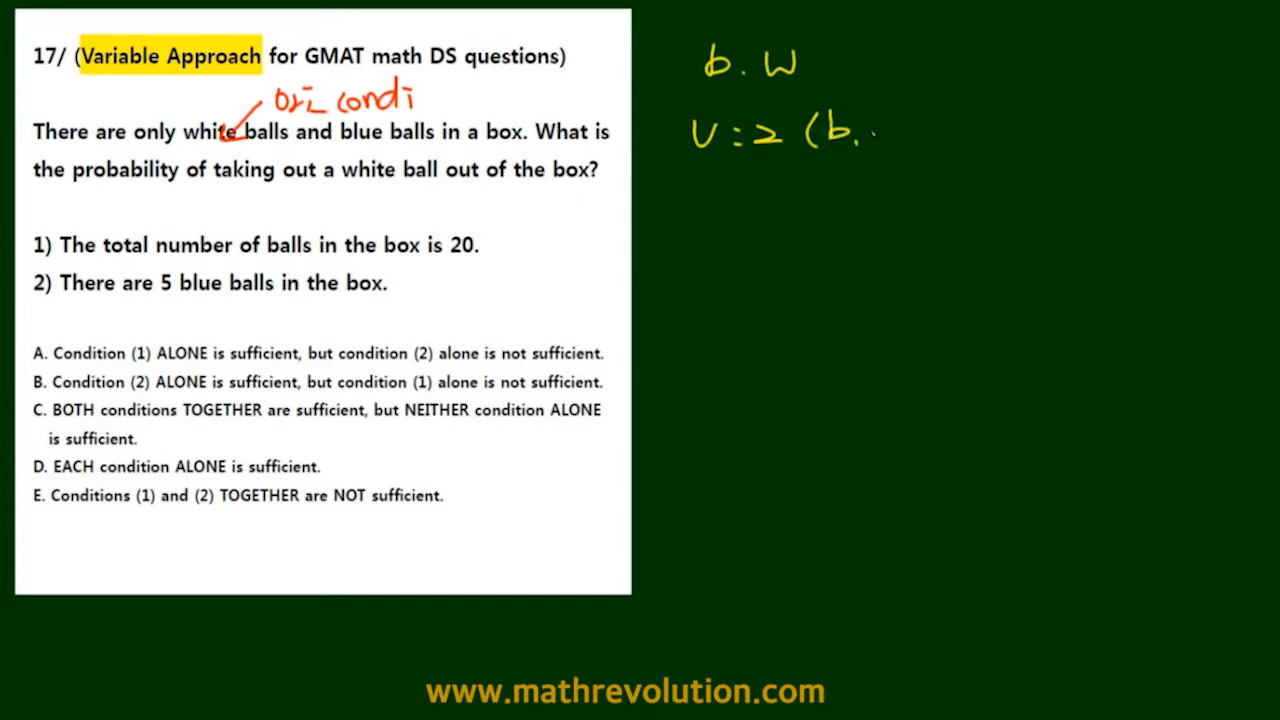 17/ (Variable Approach for GMAT math DS questions)
ori condi
There are only white balls and blue balls in a box. What is
the probability of taking out a white ball out of the box?
1) The total number of balls in the box is 20.
2) There are 5 blue balls in the box.
A. Condition (1) ALONE is sufficient, but condition (2) alone is not sufficient.
B. Condition (2) ALONE is sufficient, but condition (1) alone is not sufficient.
C. BOTH conditions TOGETHER are sufficient, but NEITHER condition ALONE
is sufficient.
D. EACH condition ALONE is sufficient.
E. Conditions (1) and (2) TOGETHER are NOT sufficient.
b. w
V : 2 (b.
www.mathrevolution.com